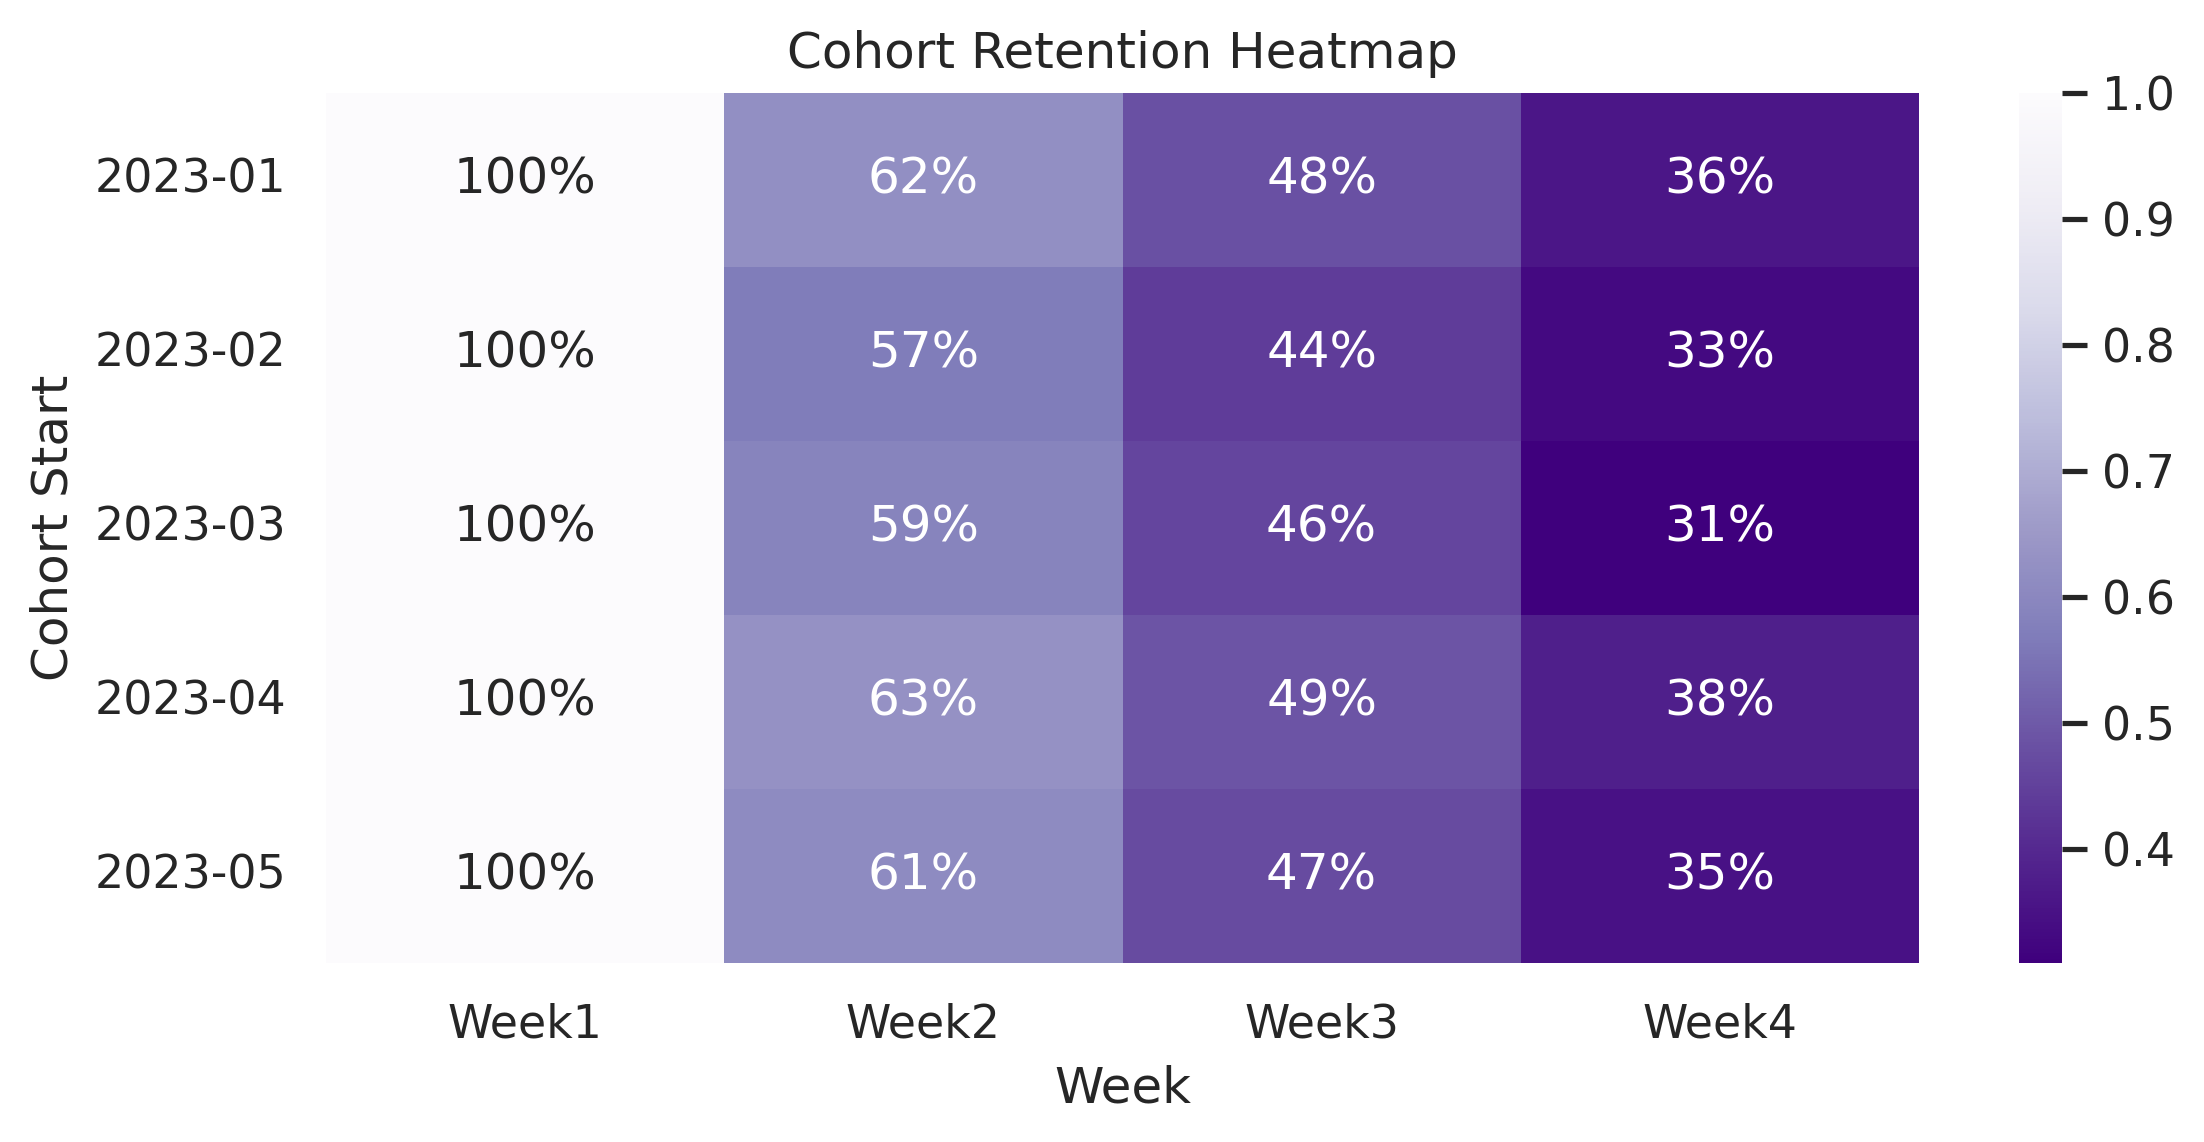 Cohort Retention Heatmap
Cohort Start
2023-01 100% 62% 48% 36%
2023-02 100% 57% 44% 33%
2023-03 100% 59% 46% 31%
2023-04 100% 63% 49% 38%
2023-05 100% 61% 47% 35%
Week1 Week2 Week3 Week4
Week
1.0
0.9
0.8
0.7
0.6
0.5
0.4